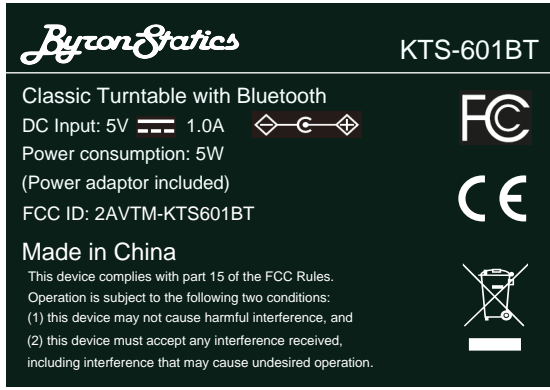 ByronStatics
KTS-601BT
Classic Turntable with Bluetooth
DC Input: 5V 1.0A
Power consumption: 5W
(Power adaptor included)
FCC ID: 2AVTM-KTS601BT
FC
CE
Made in China
This device complies with part 15 of the FCC Rules.
Operation is subject to the following two conditions:
(1) this device may not cause harmful interference, and
(2) this device must accept any interference received,
including interference that may cause undesired operation.